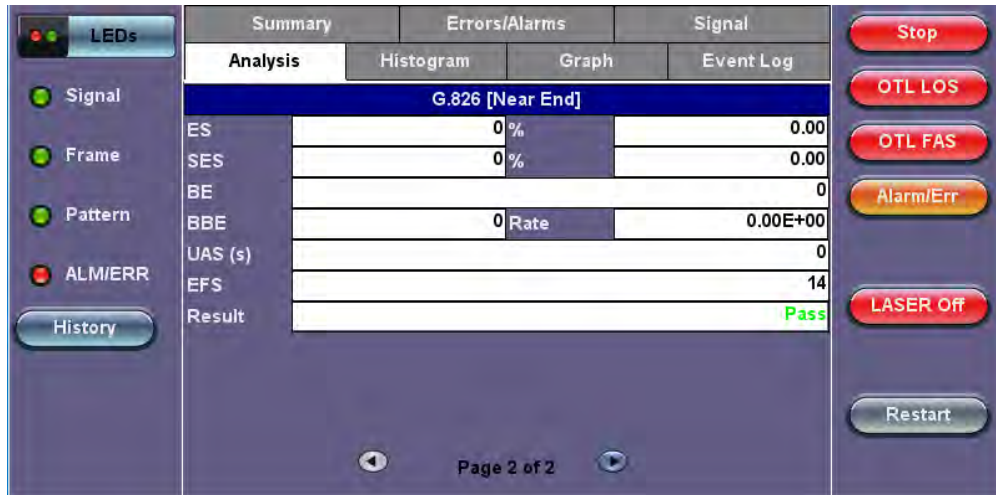 LEDs
Signal
Frame
Pattern
ALM/ERR
History
Summary Errors/Alarms Signal
Analysis Histogram Graph Event Log
G.826 [Near End]
ES 0 % 0.00
SES 0 % 0.00
BE 0
BBE 0 Rate 0.00E+00
UAS (s) 0
EFS 14
Result Pass
Page 2 of 2
Stop
OTL LOS
OTL FAS
Alarm/Err
LASER Off
Restart